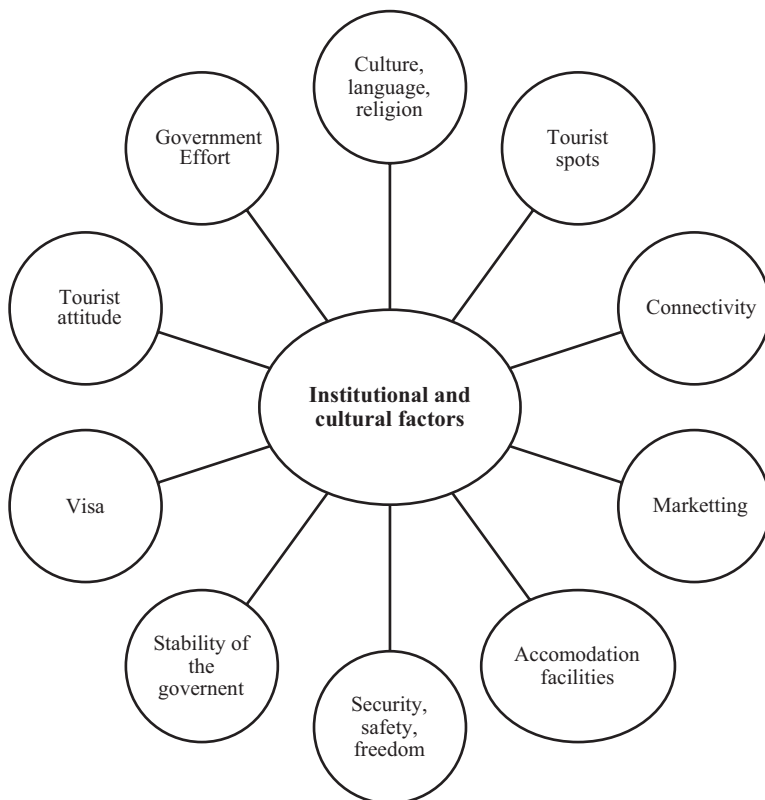 Culture,
language,
religion
Tourist
spots
Connectivity
Marketting
Accomodation
facilities
Security,
safety,
freedom
Stability of
the
governent
Visa
Tourist
attitude
Government
Effort
Institutional and
cultural factors